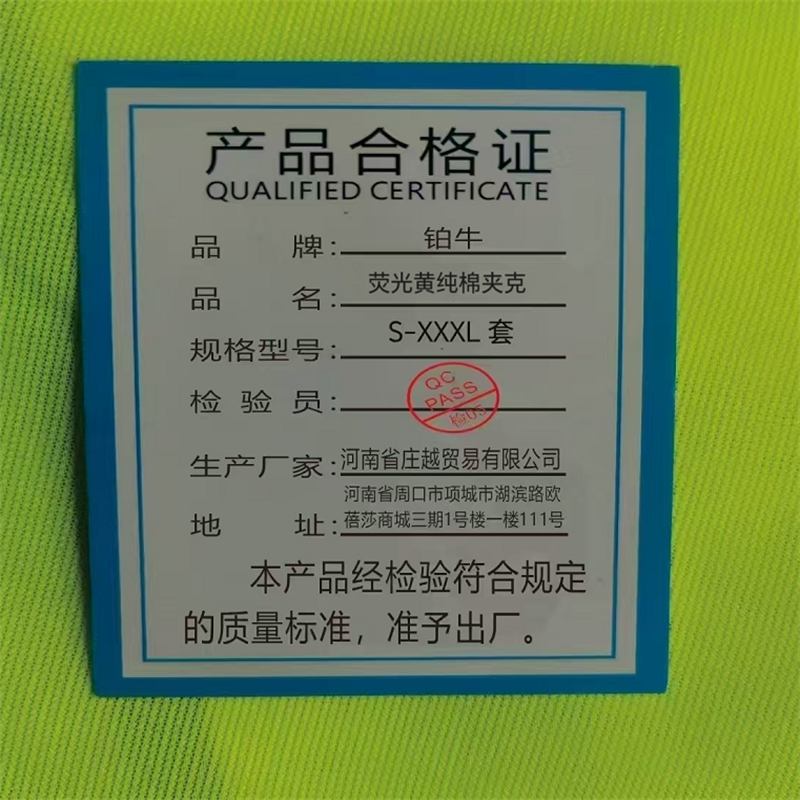 产品合格证
QUALIFIED CERTIFICATE
品 牌：铂牛
品 名：荧光黄纯棉夹克
规格型号：S-XXXL 套
检 验 员：
QC
PASS
检05
生产厂家：河南省庄越贸易有限公司
地 址：河南省周口市项城市湖滨路欧
蓓莎商城三期1号楼一楼111号
本产品经检验符合规定
的质量标准，准予出厂。